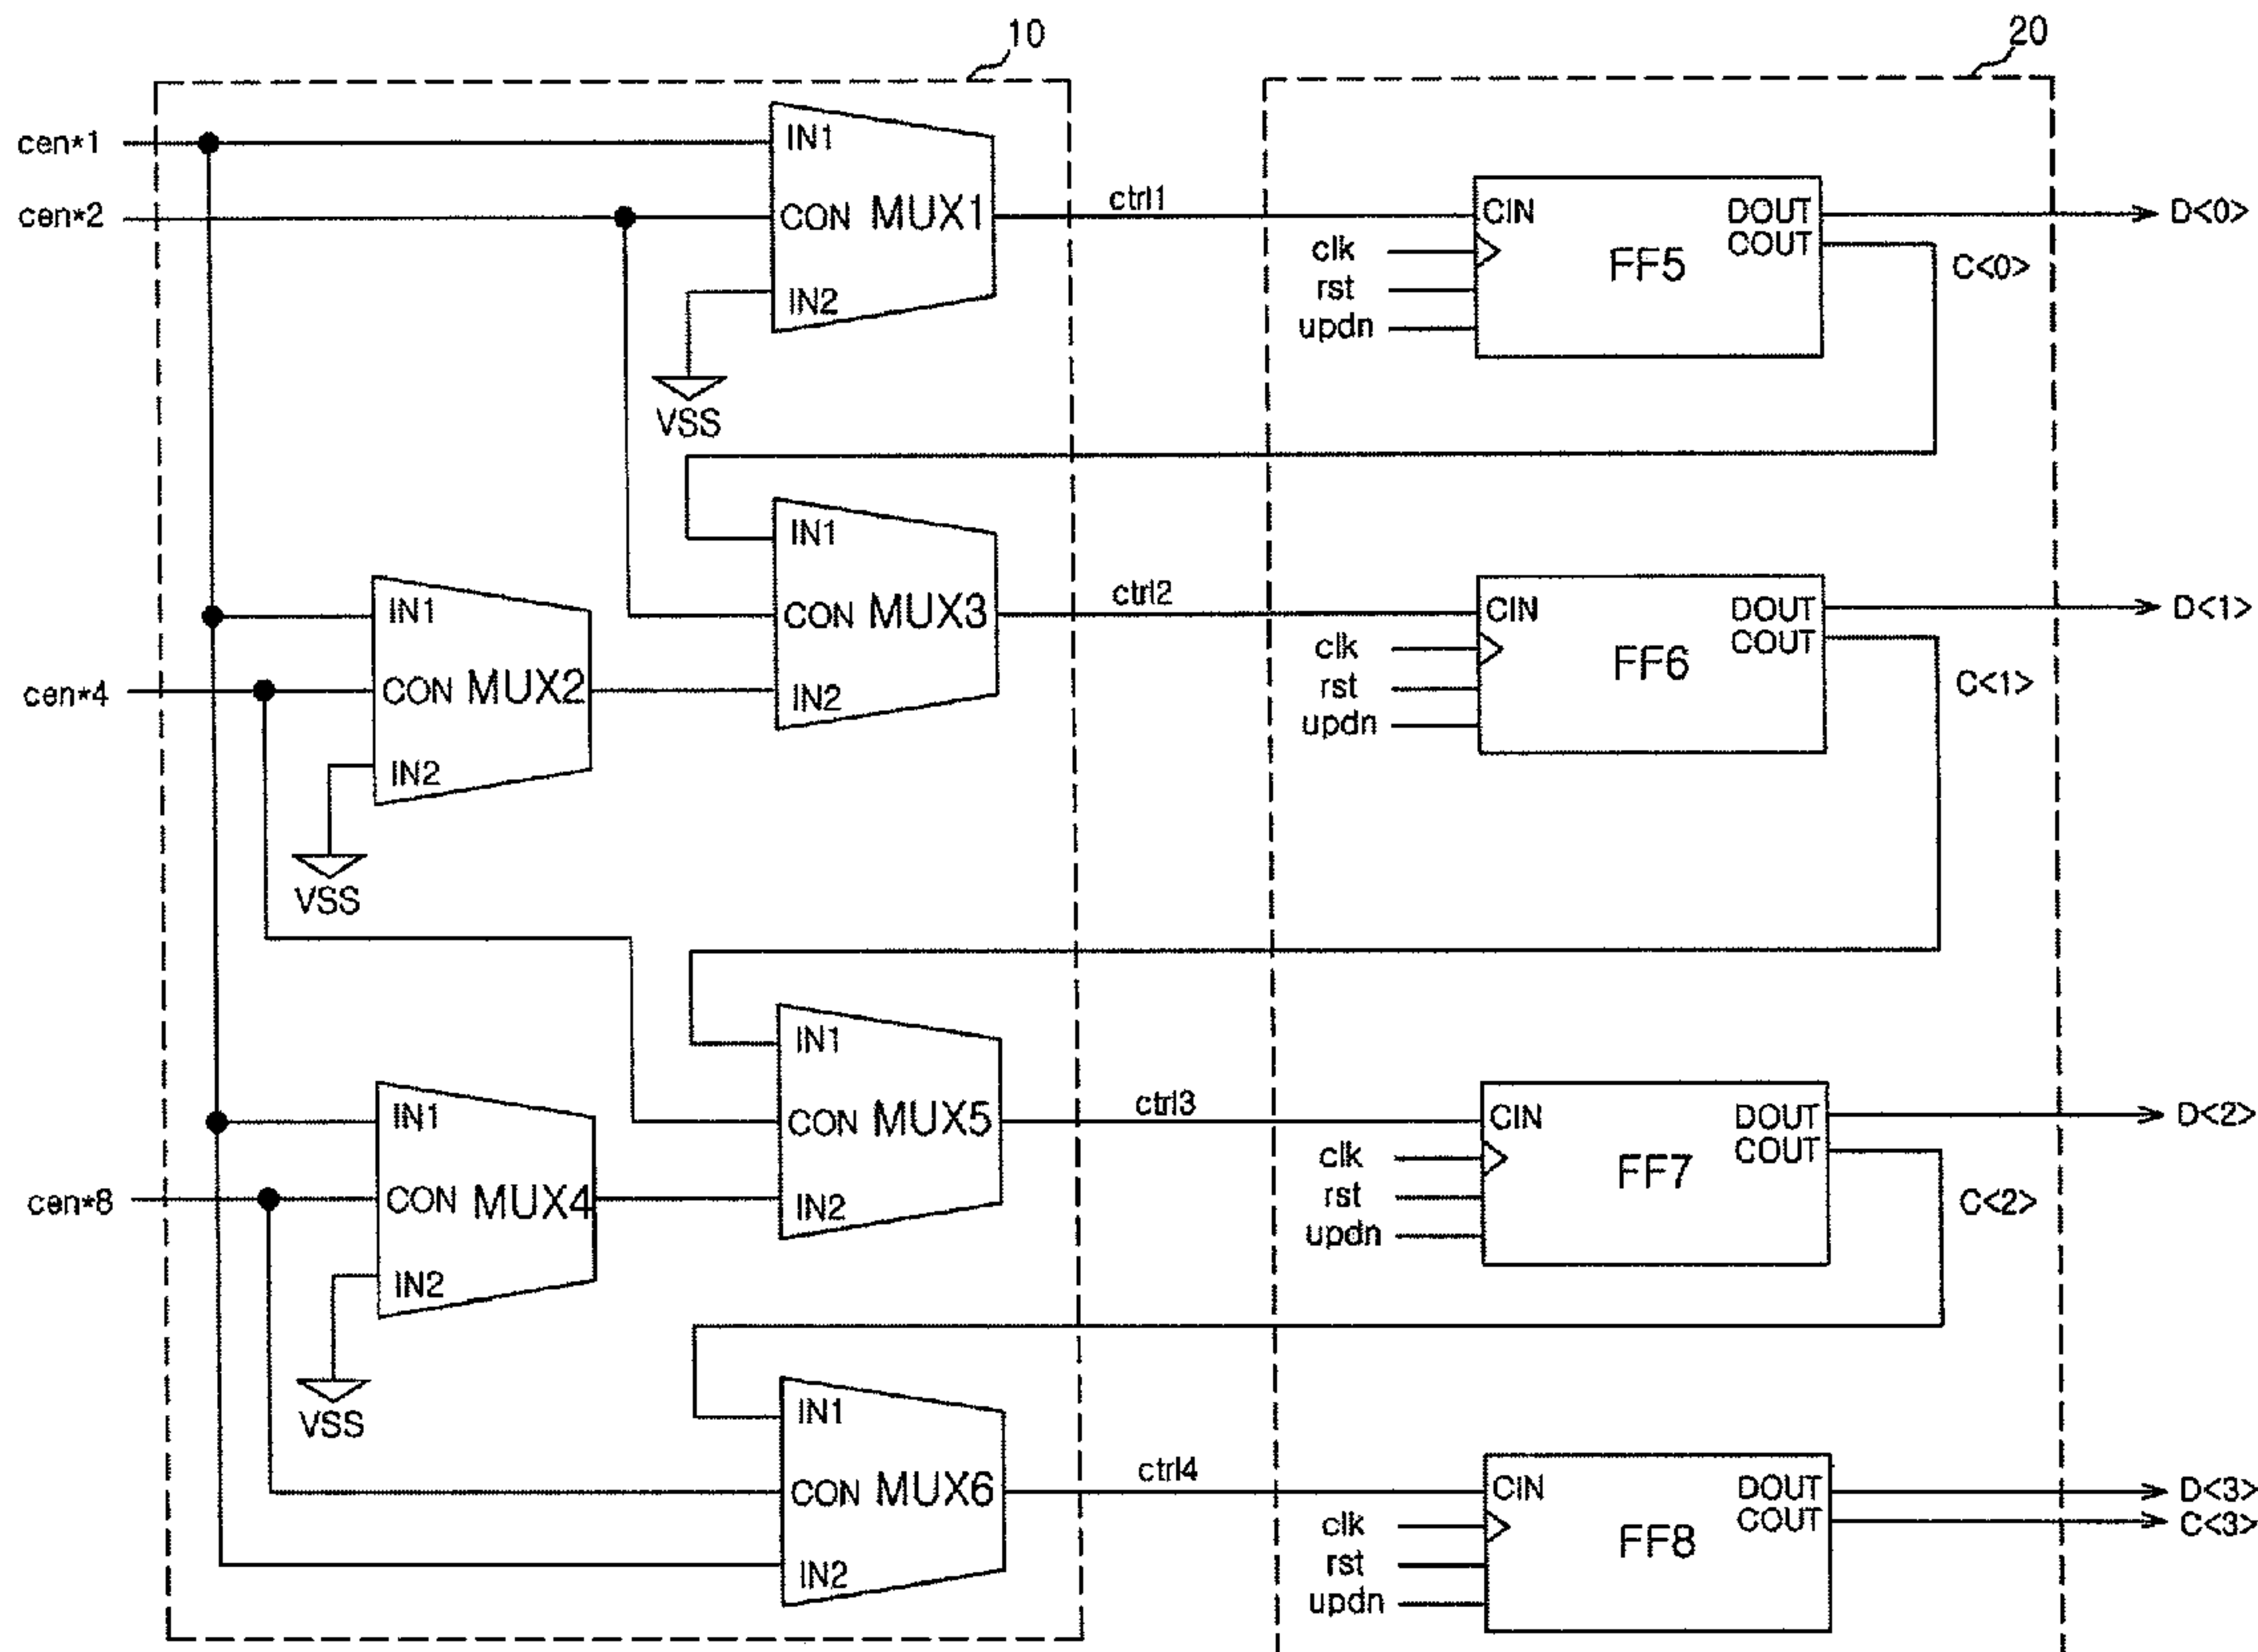 10
20
cen*1
IN1
cen*2
CON MUX1
ctrl1
CIN
DOUT
D<0>
COUT
clk
FF5
C<0>
rst
IN2
updn
VSS
IN1
CON MUX3
ctrl2
CIN
DOUT
D<1>
COUT
IN1
clk
FF6
cen*4
CON MUX2
IN2
rst
C<1>
updn
IN2
VSS
IN1
CON MUX5
ctrl3
CIN
DOUT
D<2>
COUT
IN1
clk
FF7
cen*8
CON MUX4
IN2
rst
C<2>
updn
IN2
VSS
IN1
CON MUX6
ctrl4
CIN
DOUT
D<3>
COUT
C<3>
clk
FF8
rst
IN2
updn